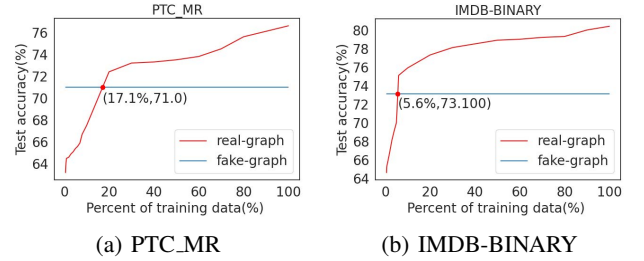 PTC_MR
Test accuracy(%)
76
74
72
70
68
66
64
(17.1%,71.0)
real-graph
fake-graph
0 20 40 60 80 100
Percent of training data(%)
(a) PTC_MR
IMDB-BINARY
Test accuracy(%)
80
78
76
74
72
70
68
66
64
(5.6%,73.100)
real-graph
fake-graph
0 20 40 60 80 100
Percent of training data(%)
(b) IMDB-BINARY